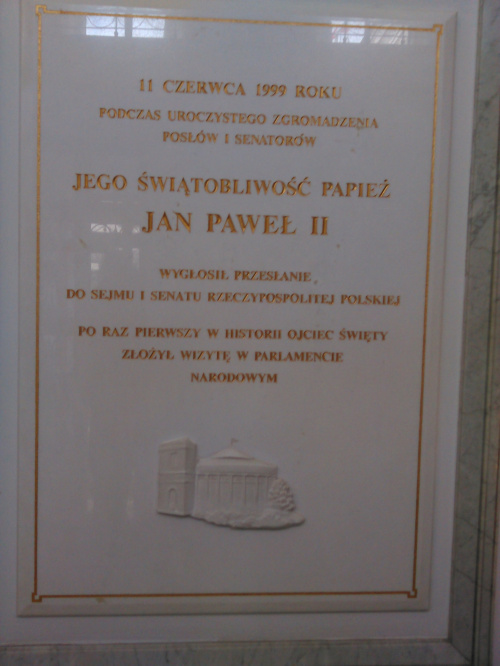 11 CZERWCA 1999 ROKU
PODCZAS UROCZYSTEGO ZGROMADZENIA
POSŁÓW I SENATORÓW
JEGO ŚWIĄTOBLIWOŚĆ PAPIEŻ
JAN PAWEŁ II
WYGŁOSIŁ PRZESŁANIE
DO SEJMU I SENATU RZECZYPOSPOLITEJ POLSKIEJ
PO RAZ PIERWSZY W HISTORII OJCIEC ŚWIĘTY
ZŁOŻYŁ WIZYTĘ W PARLAMENCIE
NARODOWYM